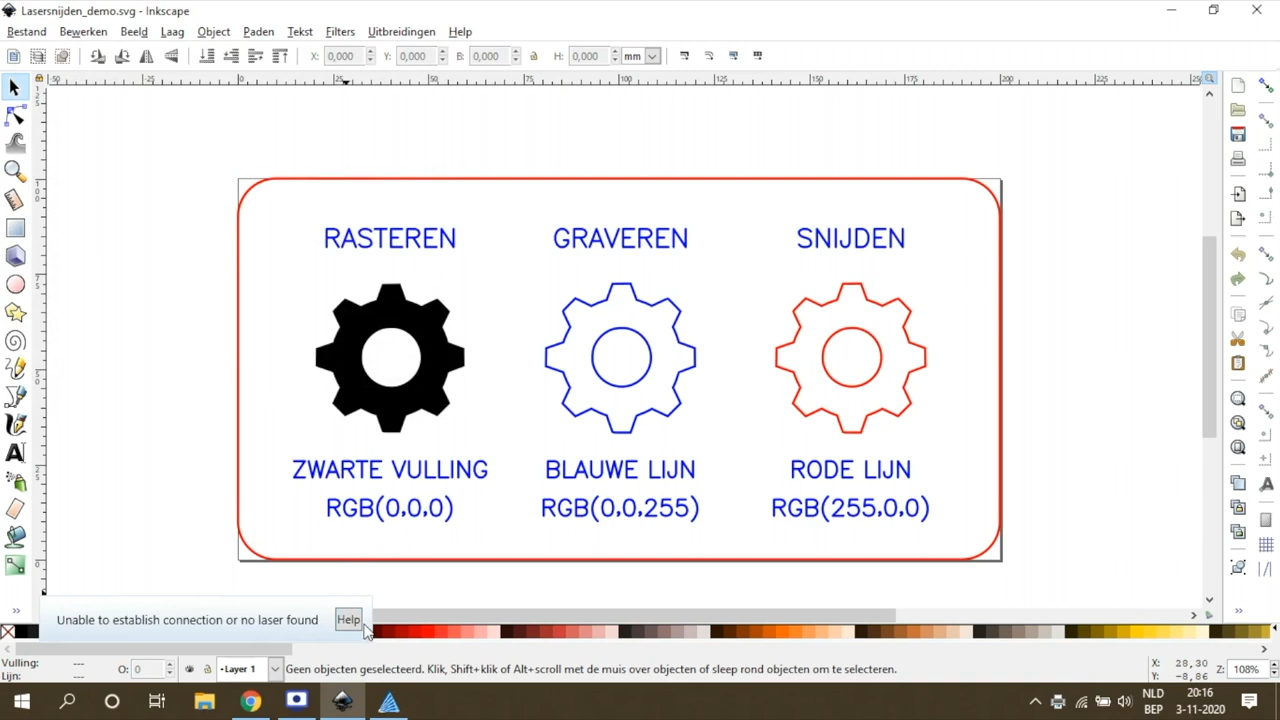 Lasersnijden_demo.svg - Inkscape
Bestand Bewerken Beeld Laag Object Paden Tekst Filters Uitbreidingen Help
X: 0,000 Y: 0,000 B: 0,000 H: 0,000 mm
RASTEREN GRAVEREN SNIJDEN
ZWARTE VULLING BLAUWE LIJN RODE LIJN
RGB(0,0,0) RGB(0,0,255) RGB(255,0,0)
Unable to establish connection or no laser found Help
Vulling: --- O: 0 Layer 1 Geen objecten geselecteerd. Klik, Shift+klik of Alt+scroll met de muis over objecten of sleep rond objecten om te selecteren. X: 28,30 Z: 108%
Lijn: --- Y: -8,86
NLD 20:16
BEP 3-11-2020